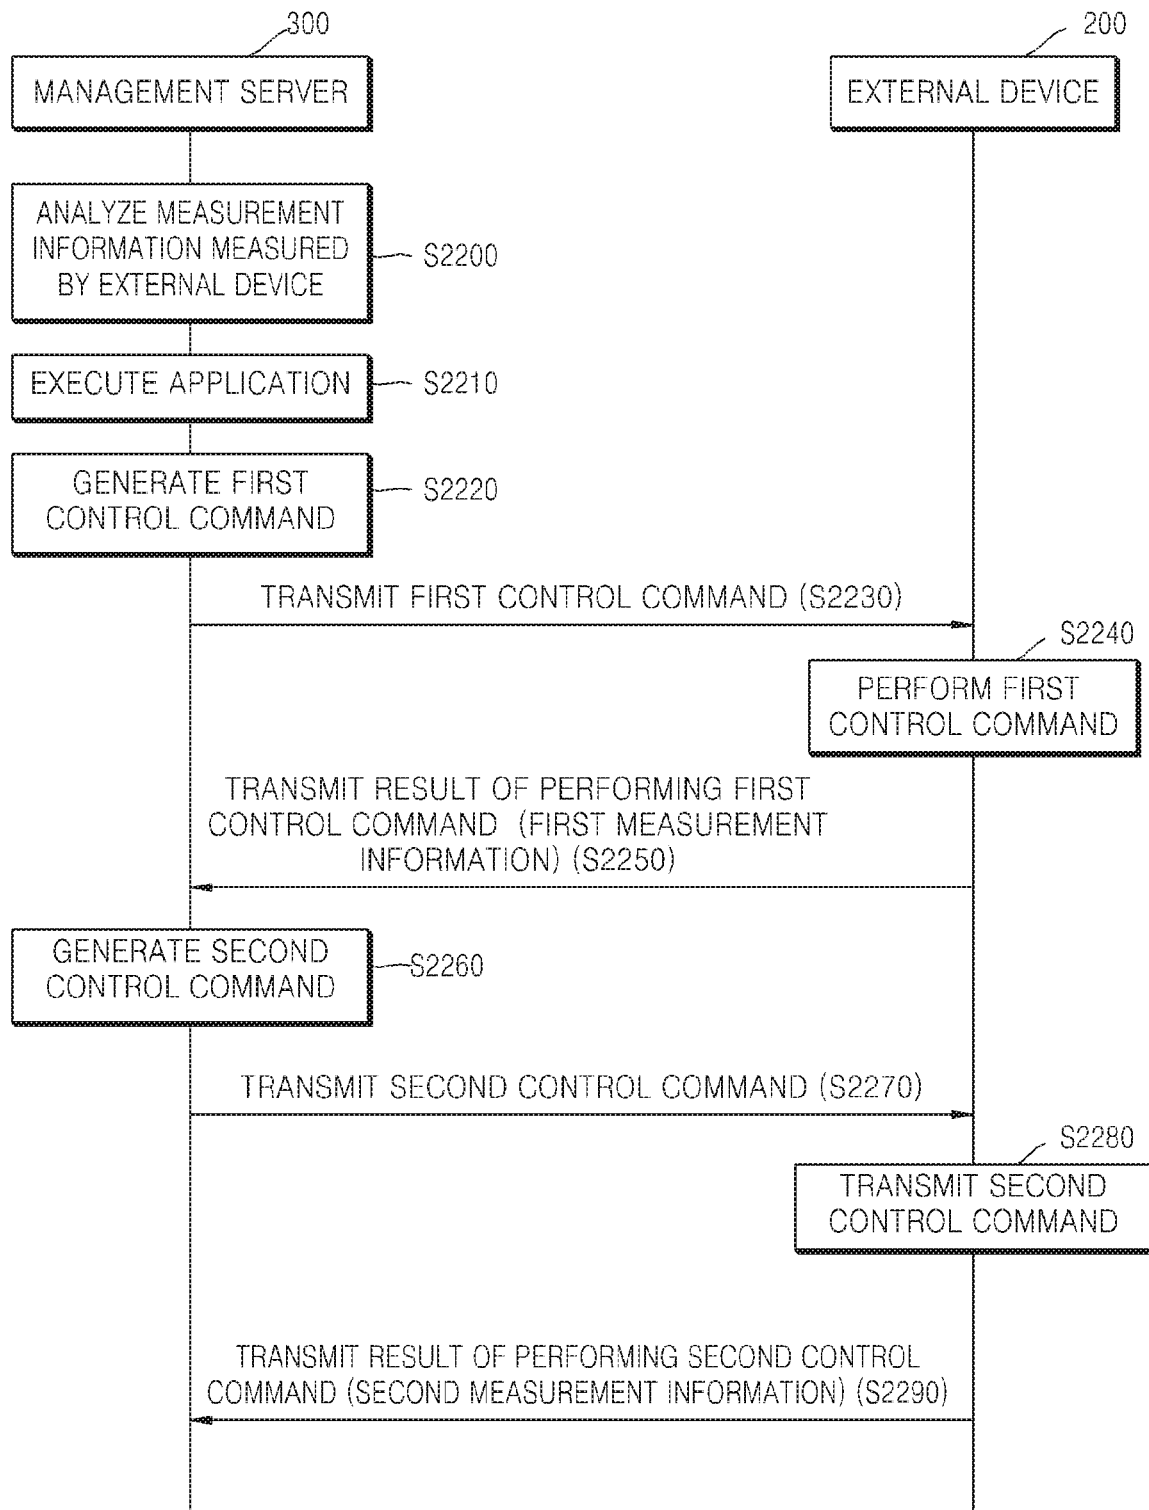 300
200
MANAGEMENT SERVER
EXTERNAL DEVICE
ANALYZE MEASUREMENT
INFORMATION MEASURED
BY EXTERNAL DEVICE
S2200
EXECUTE APPLICATION
S2210
GENERATE FIRST
CONTROL COMMAND
S2220
TRANSMIT FIRST CONTROL COMMAND (S2230)
S2240
PERFORM FIRST
CONTROL COMMAND
TRANSMIT RESULT OF PERFORMING FIRST
CONTROL COMMAND (FIRST MEASUREMENT
INFORMATION) (S2250)
GENERATE SECOND
CONTROL COMMAND
S2260
TRANSMIT SECOND CONTROL COMMAND (S2270)
S2280
TRANSMIT SECOND
CONTROL COMMAND
TRANSMIT RESULT OF PERFORMING SECOND CONTROL
COMMAND (SECOND MEASUREMENT INFORMATION) (S2290)